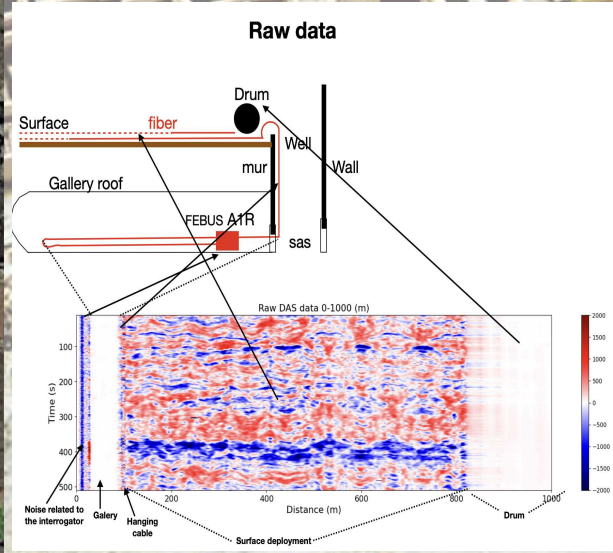 Raw data
Drum
Surface
fiber
Well
mur
Wall
Gallery roof
FEBUS A1R
sas
Raw DAS data 0-1000 (m)
Time (s)
100
200
300
400
500
0
200
400
600
800
1000
Distance (m)
2000
1500
1000
500
0
−500
−1000
−1500
−2000
Noise related to
the interrogator
Galery
Hanging
cable
Surface deployment
Drum